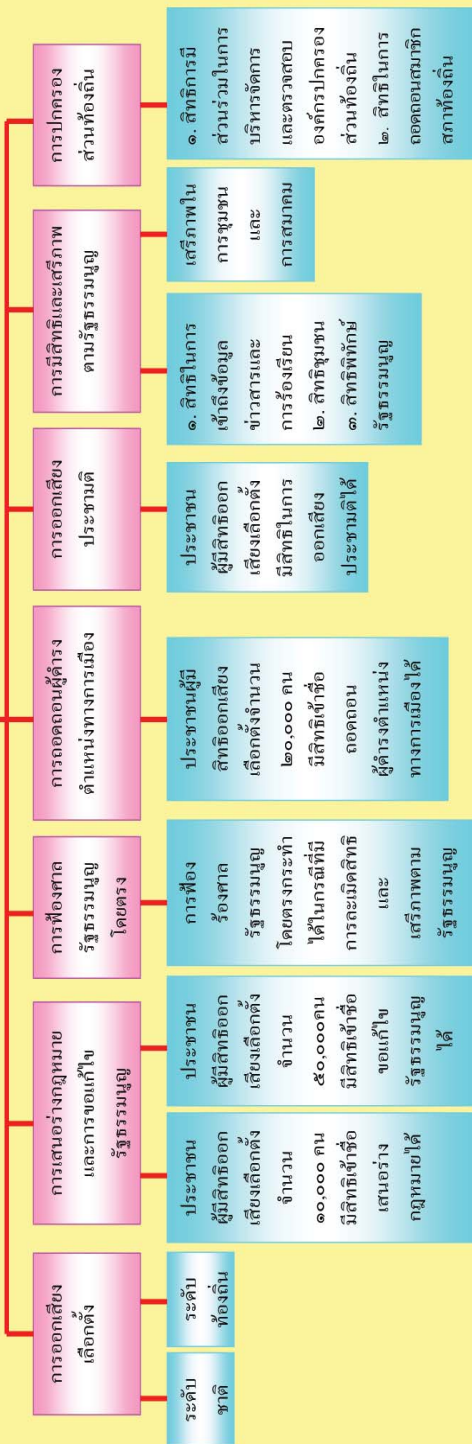 การออกเสียง
เลือกตั้ง
ระดับ
ชาติ
ระดับ
ท้องถิ่น
การเสนอร่างกฎหมาย
และการขอแก้ไข
รัฐธรรมนูญ
ประชาชน
ผู้มีสิทธิออก
เสียงเลือกตั้ง
จำนวน
๑๐,๐๐๐ คน
มีสิทธิเข้าชื่อ
เสนอร่าง
กฎหมายได้
ประชาชน
ผู้มีสิทธิออก
เสียงเลือกตั้ง
จำนวน
๕๐,๐๐๐คน
มีสิทธิเข้าชื่อ
ขอแก้ไข
รัฐธรรมนูญ
ได้
การฟ้องศาล
รัฐธรรมนูญ
โดยตรง
การฟ้อง
ร้องศาล
รัฐธรรมนูญ
โดยตรงกระทำ
ได้ในกรณีที่มี
การละเมิดสิทธิ
และ
เสรีภาพตาม
รัฐธรรมนูญ
การถอดถอนผู้ดำรง
ตำแหน่งทางการเมือง
ประชาชนผู้มี
สิทธิออกเสียง
เลือกตั้งจำนวน
๒๐,๐๐๐ คน
มีสิทธิเข้าชื่อ
ถอดถอน
ผู้ดำรงตำแหน่ง
ทางการเมืองได้
การออกเสียง
ประชามติ
ประชาชน
ผู้มีสิทธิออก
เสียงเลือกตั้ง
มีสิทธิในการ
ออกเสียง
ประชามติได้
การมีสิทธิและเสรีภาพ
ตามรัฐธรรมนูญ
๑. สิทธิในการ
เข้าถึงข้อมูล
ข่าวสารและ
การร้องเรียน
๒. สิทธิชุมชน
๓. สิทธิพิทักษ์
รัฐธรรมนูญ
เสรีภาพใน
การชุมชน
และ
การสมาคม
การปกครอง
ส่วนท้องถิ่น
๑. สิทธิการมี
ส่วนร่วมในการ
บริหารจัดการ
และตรวจสอบ
องค์กรปกครอง
ส่วนท้องถิ่น
๒. สิทธิในการ
ถอดถอนสมาชิก
สภาท้องถิ่น